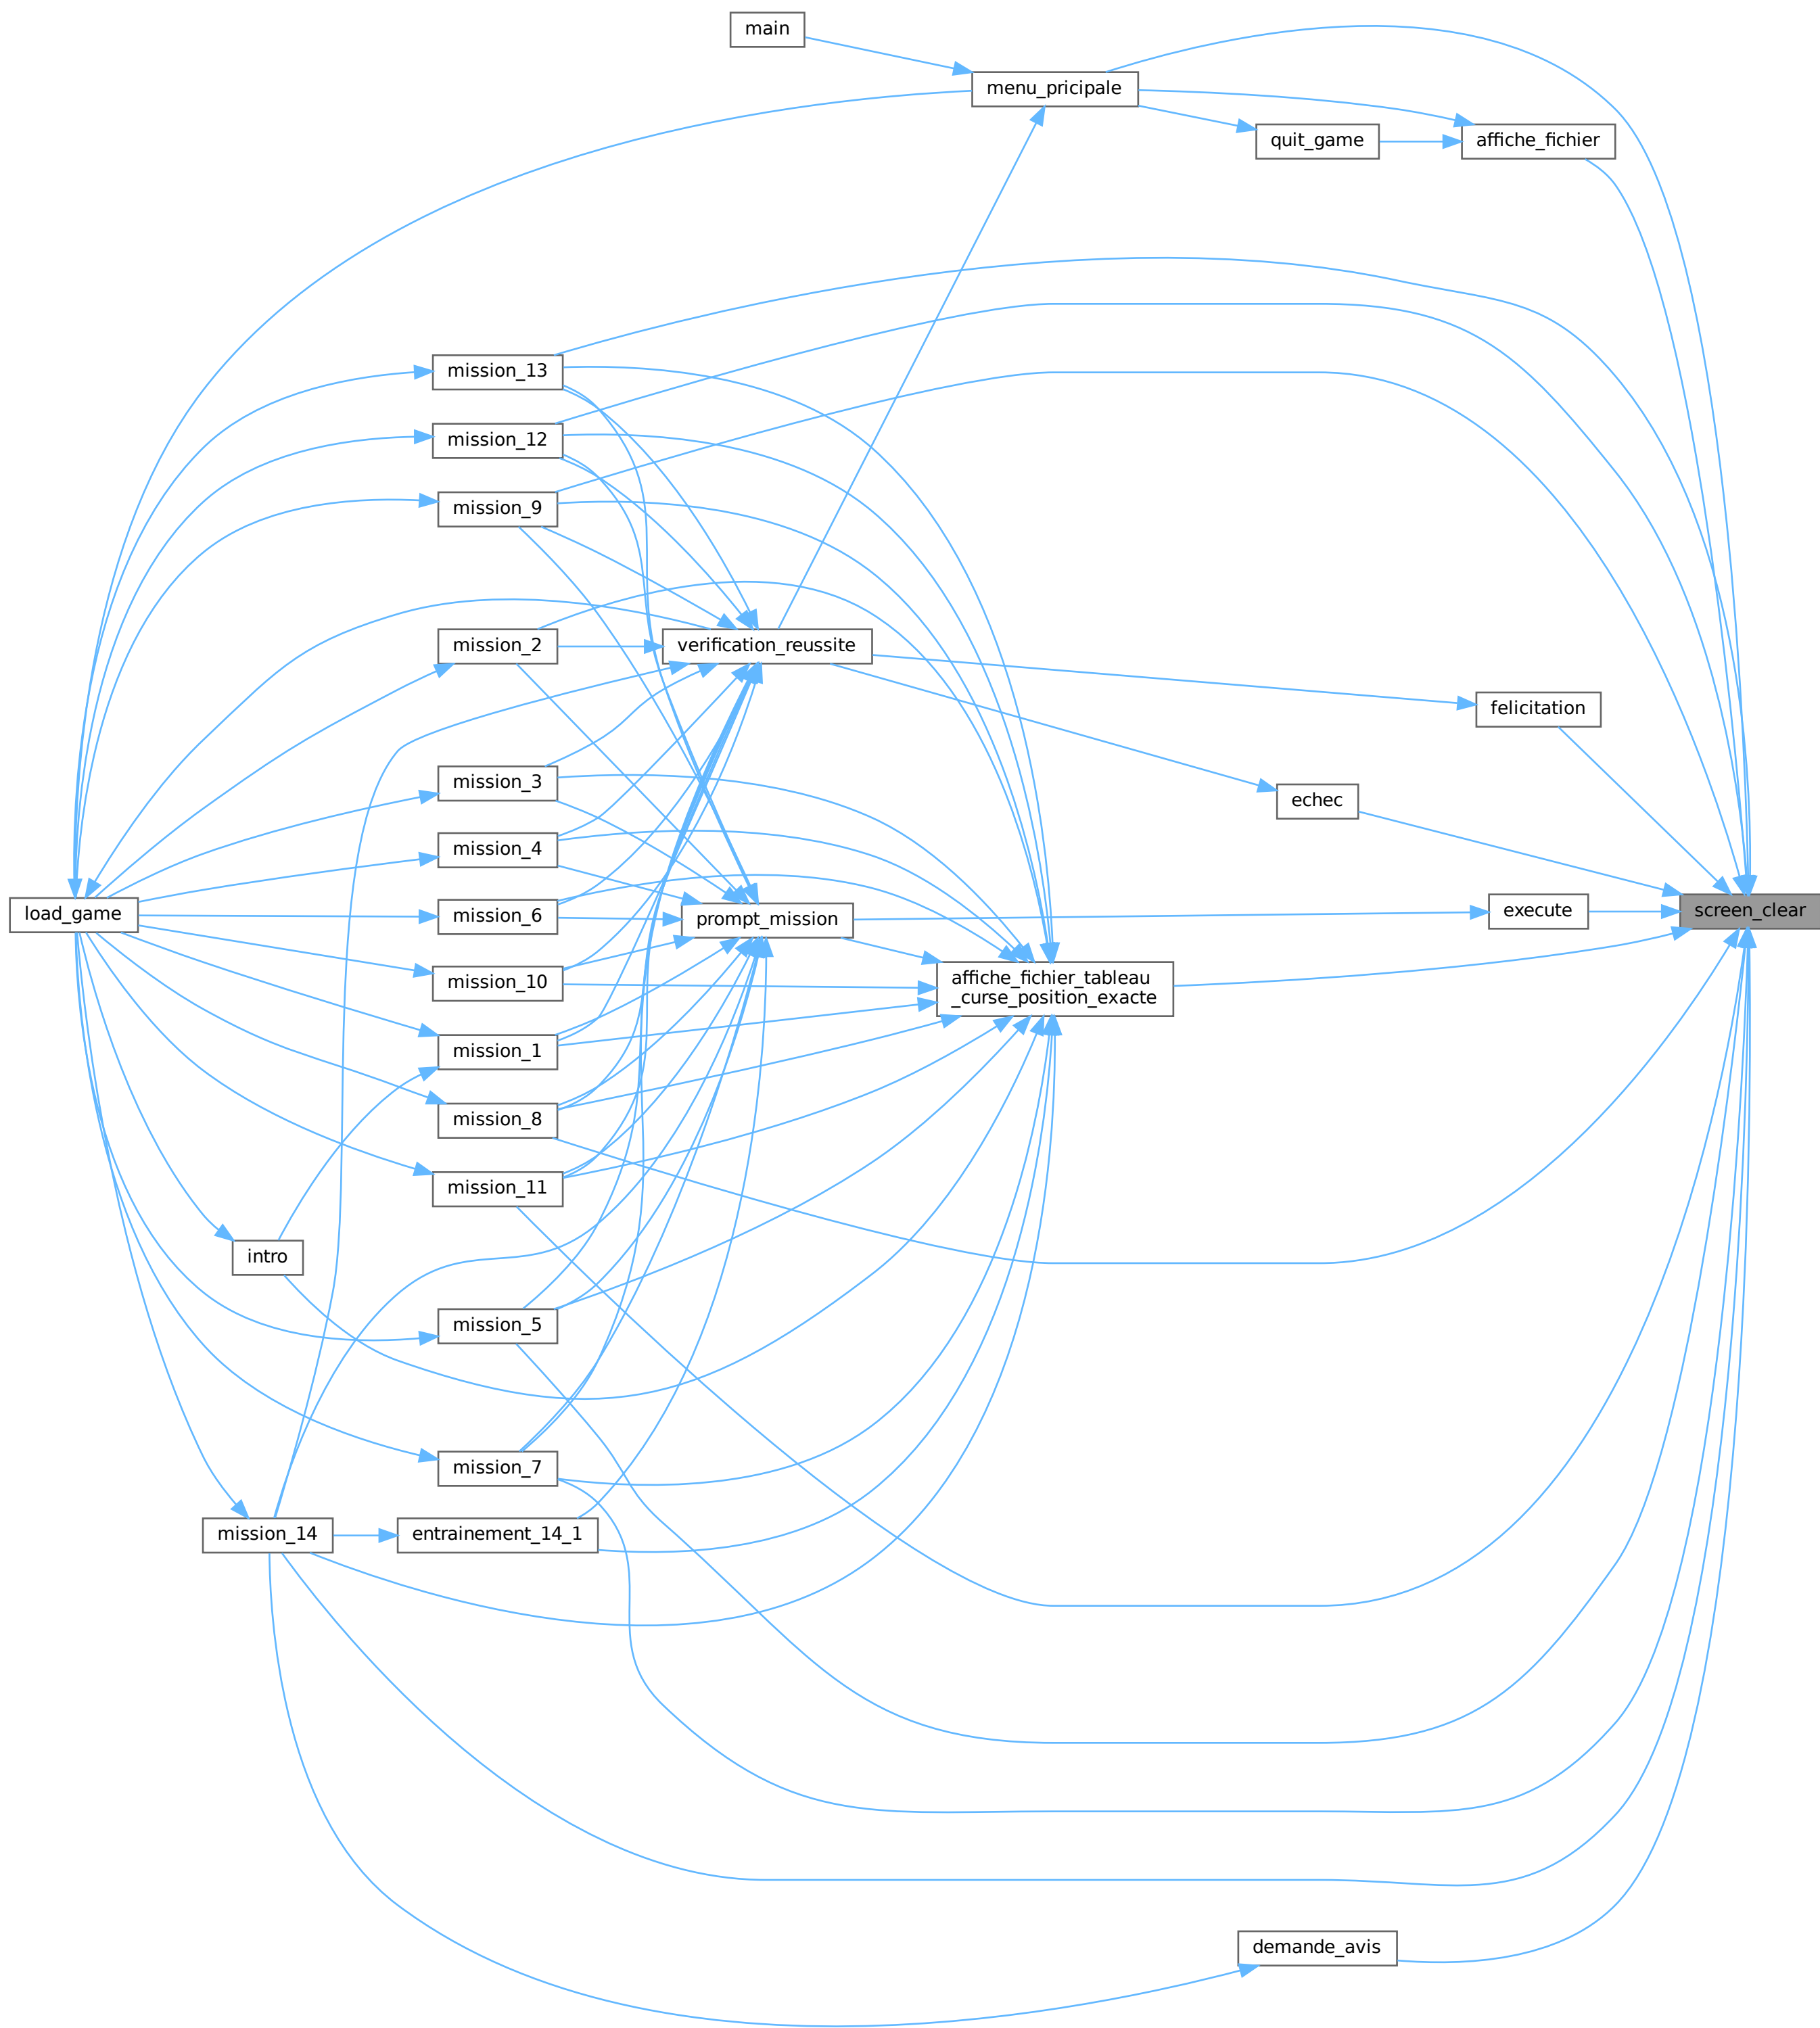 main
menu_pricipale
quit_game
affiche_fichier
mission_13
mission_12
mission_9
mission_2
verification_reussite
felicitation
mission_3
echec
mission_4
load_game
mission_6
prompt_mission
execute
screen_clear
mission_10
affiche_fichier_tableau
_curse_position_exacte
mission_1
mission_8
mission_11
intro
mission_5
mission_7
mission_14
entrainement_14_1
demande_avis